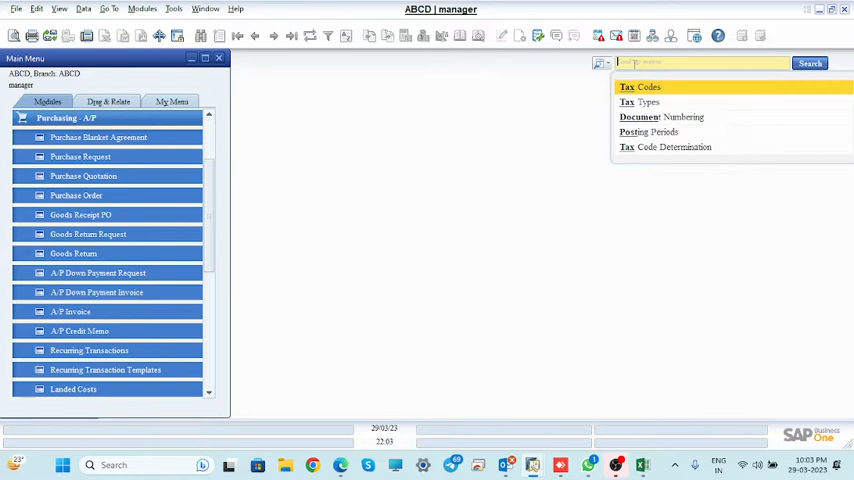 File Edit View Data Go To Modules Tools Window Help
ABCD | manager
Main Menu
ABCD, Branch: ABCD
manager
Modules Drag & Relate My Menu
Purchasing - A/P
Purchase Blanket Agreement
Purchase Request
Purchase Quotation
Purchase Order
Goods Receipt PO
Goods Return Request
Goods Return
A/P Down Payment Request
A/P Down Payment Invoice
A/P Invoice
A/P Credit Memo
Recurring Transactions
Recurring Transaction Templates
Landed Costs
Search
Tax Codes
Tax Types
Document Numbering
Posting Periods
Tax Code Determination
29/03/23
22:03
SAP Business One
23°
Search
69
1
ENG
IN
10:03 PM
29-03-2023